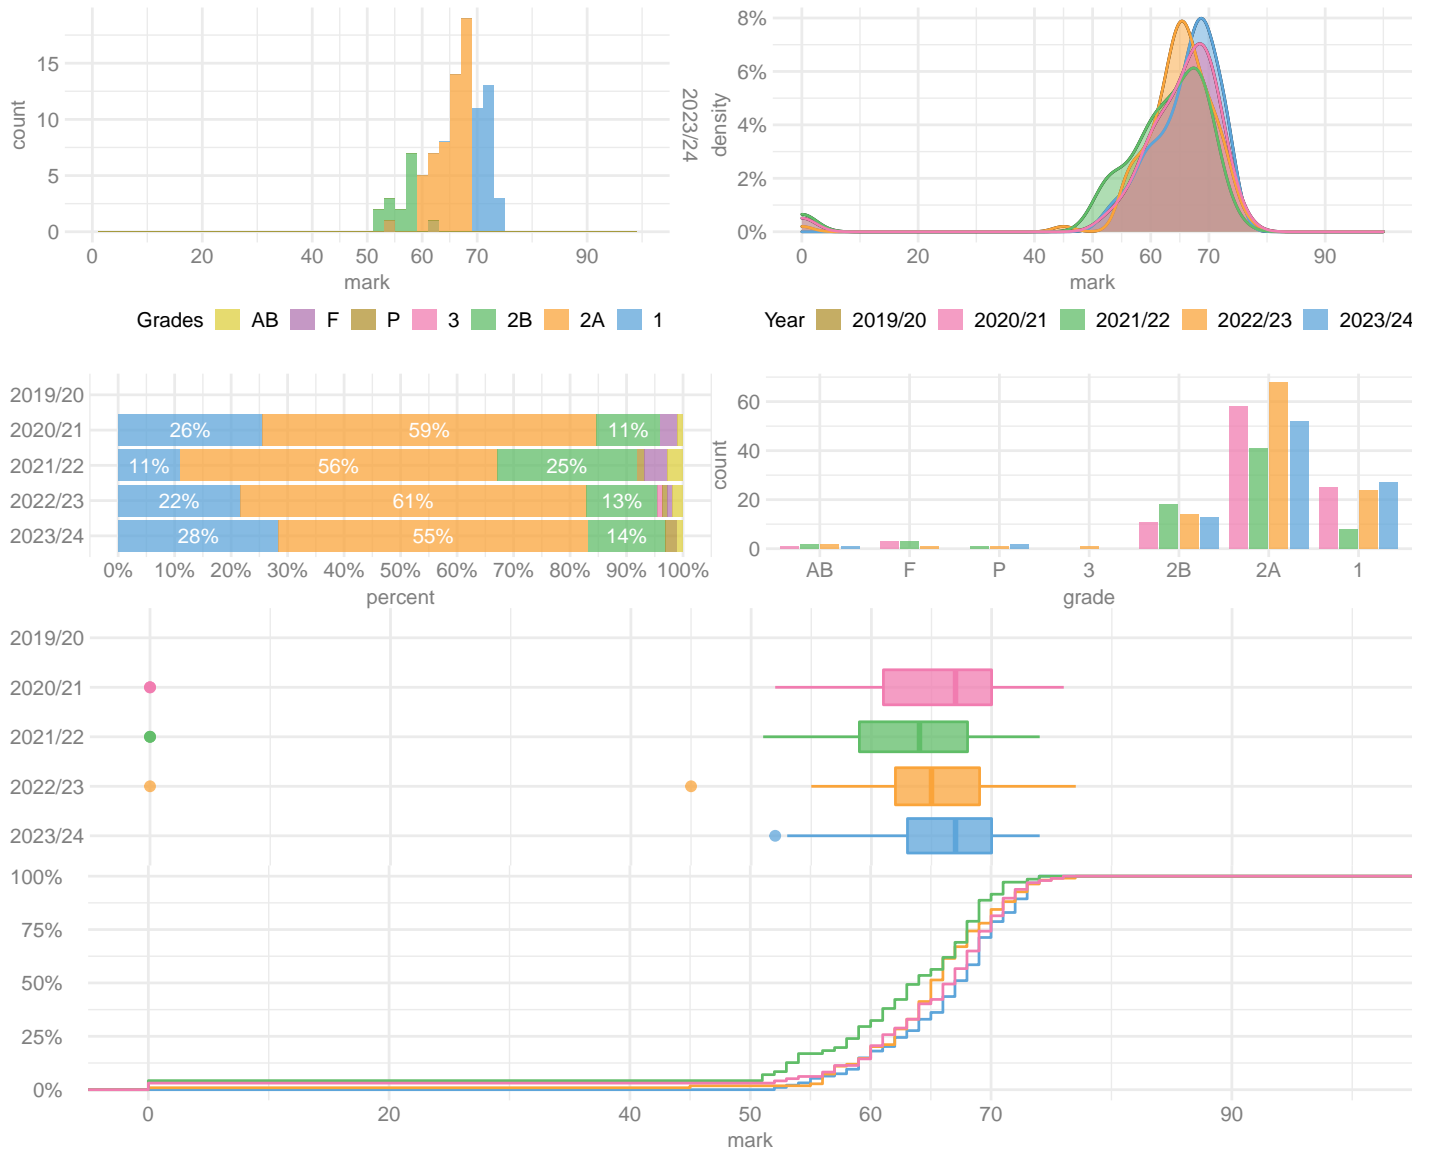 15
10
5
0
count
0 20 40 50 60 70 90
mark
2023/24
Grades AB F P 3 2B 2A 1
8%
6%
4%
2%
0%
density
0 20 40 50 60 70 90
mark
Year 2019/20 2020/21 2021/22 2022/23 2023/24
2019/20
2020/21 26% 59% 11%
2021/22 11% 56% 25%
2022/23 22% 61% 13%
2023/24 28% 55% 14%
0% 10% 20% 30% 40% 50% 60% 70% 80% 90% 100%
percent
60
40
20
0
count
AB F P 3 2B 2A 1
grade
2019/20
2020/21
2021/22
2022/23
2023/24
100%
75%
50%
25%
0%
0 20 40 50 60 70 90
mark